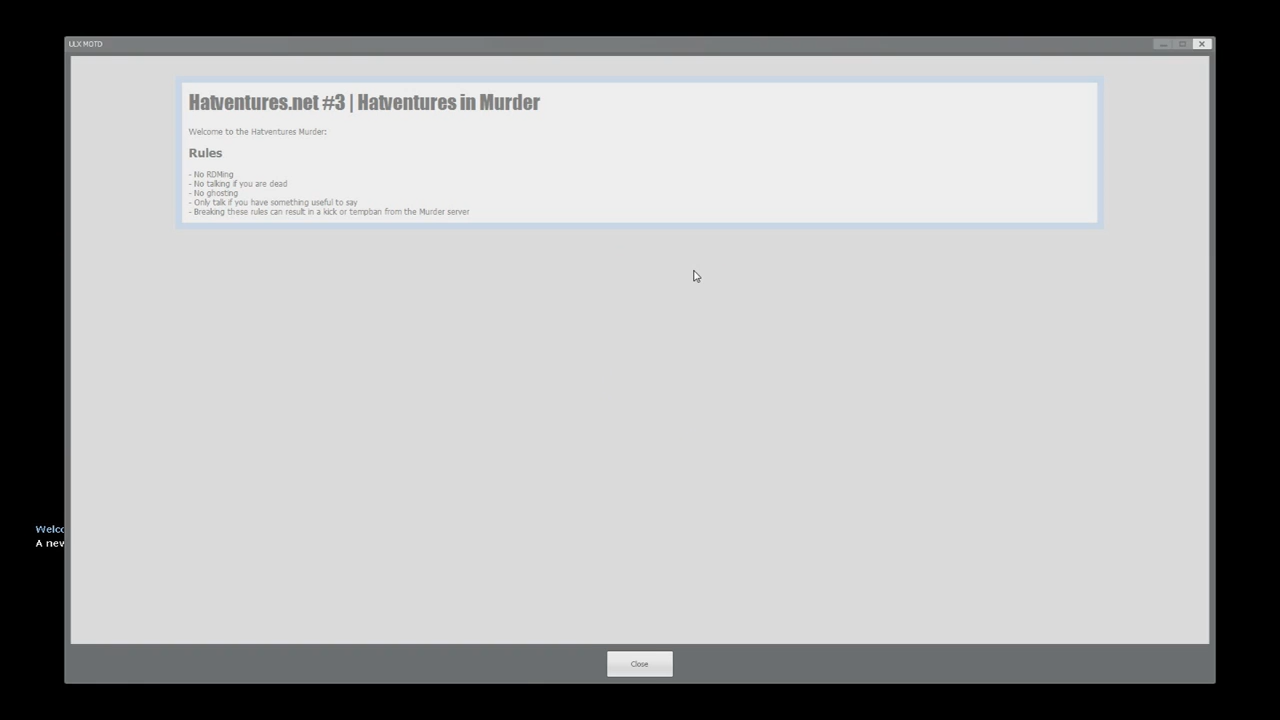 ULX MOTD
Hatventures.net #3 | Hatventures in Murder
Welcome to the Hatventures Murder:
Rules
- No RDMing
- No talking if you are dead
- No ghosting
- Only talk if you have something useful to say
- Breaking these rules can result in a kick or tempban from the Murder server
Welco
A new
Close